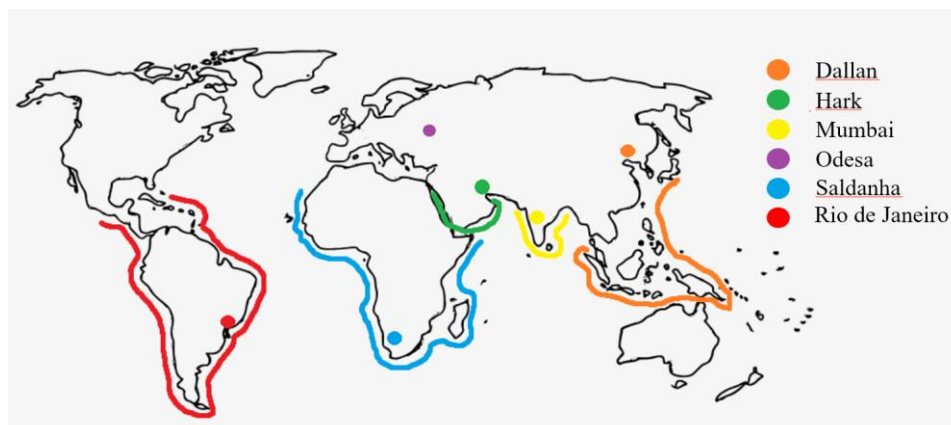 Dallan
Hark
Mumbai
Odesa
Saldanha
Rio de Janeiro